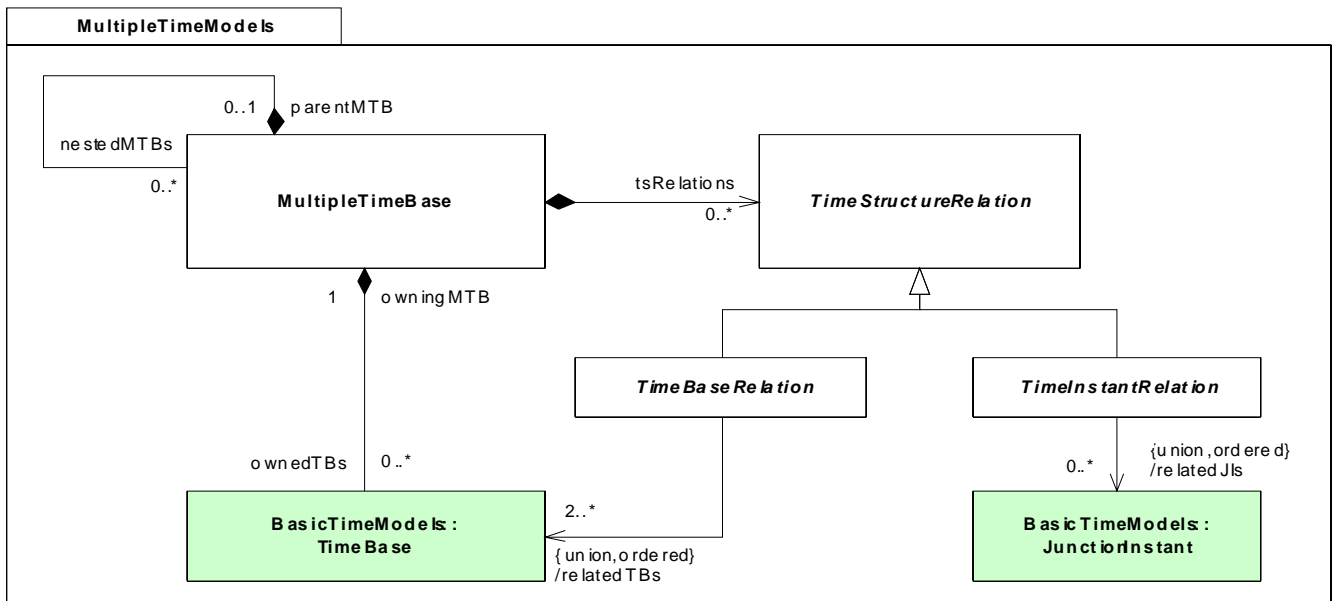 MultipleTimeModels
0..1 parentMTB
nestedMTBs
0..*
MultipleTimeBase
tsRelations
0..*
TimeStructureRelation
1 owningMTB
TimeBaseRelation
TimeInstantRelation
ownedTBs 0..*
{union,ordered}
0..* /relatedJIs
BasicTimeModels::
TimeBase
2..*
{union,ordered}
/relatedTBs
BasicTimeModels::
JunctionInstant